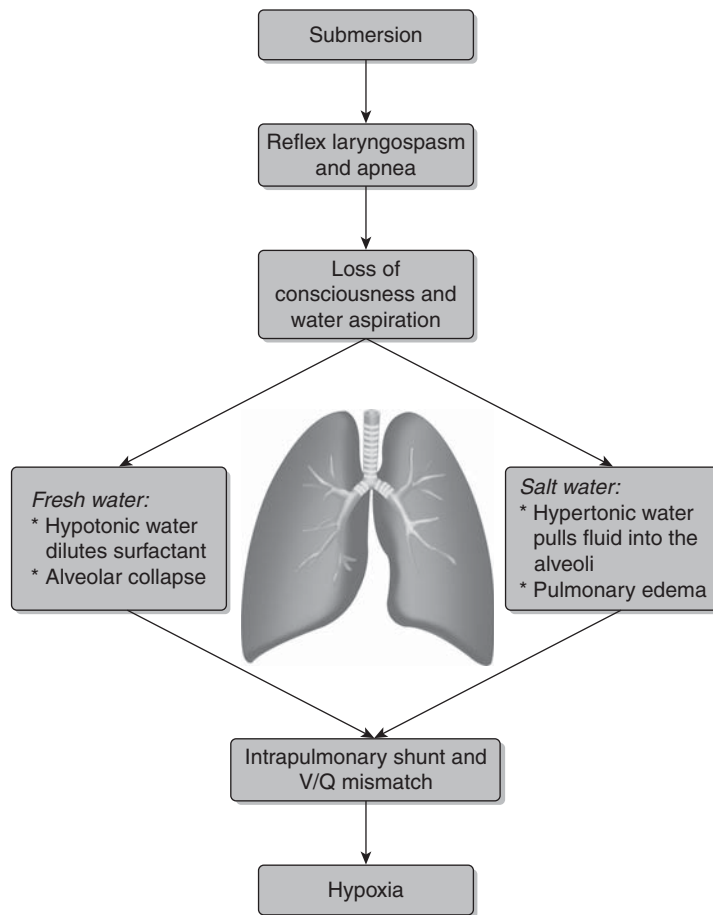 Submersion
Reflex laryngospasm
and apnea
Loss of
consciousness and
water aspiration
Fresh water:
* Hypotonic water
dilutes surfactant
* Alveolar collapse
Salt water:
* Hypertonic water
pulls fluid into the
alveoli
* Pulmonary edema
Intrapulmonary shunt and
V/Q mismatch
Hypoxia